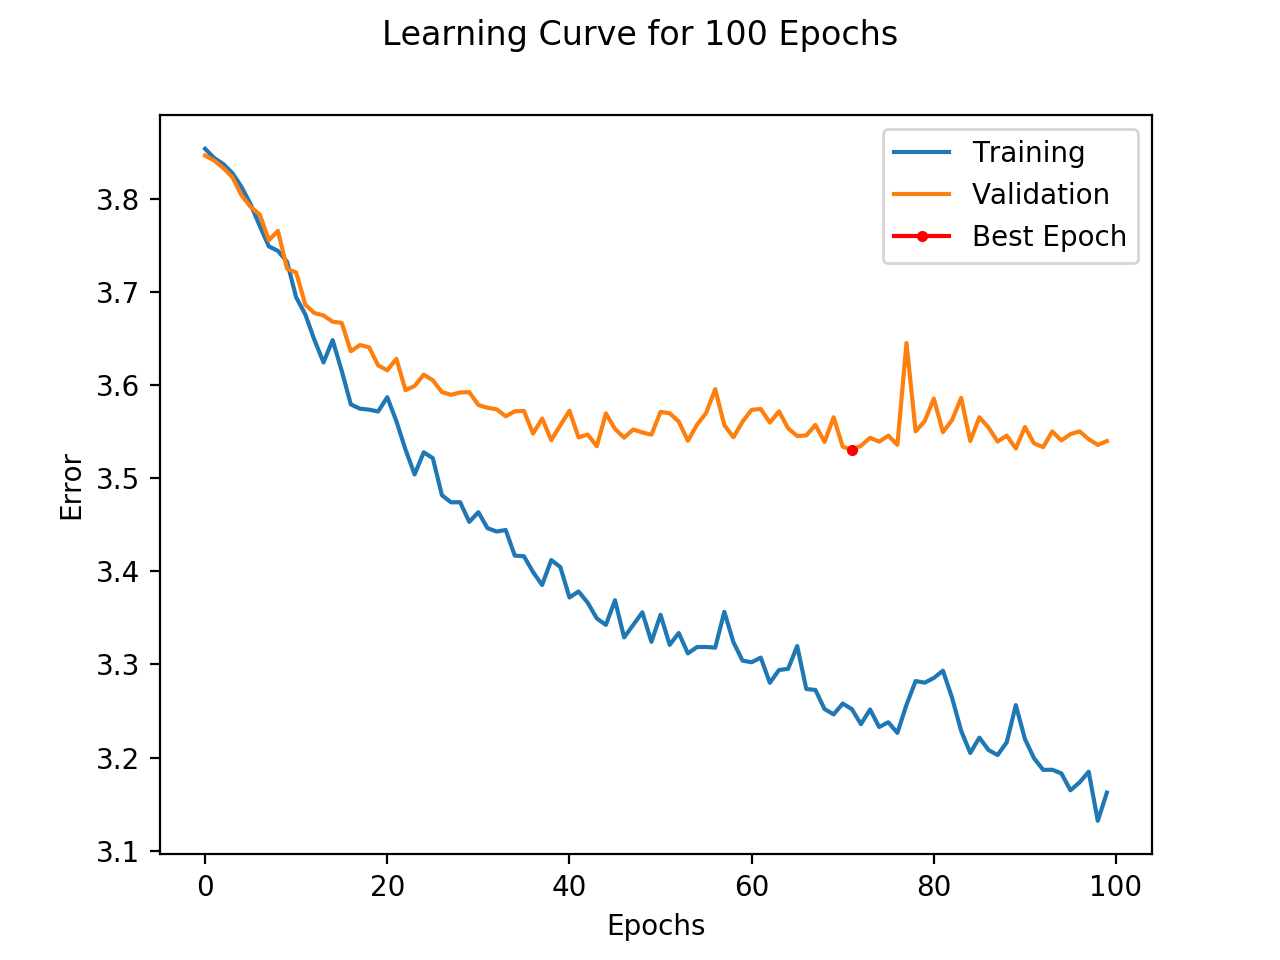 Learning Curve for 100 Epochs
Training
Validation
Best Epoch
3.8
3.7
3.6
3.5
3.4
3.3
3.2
3.1
Error
0 20 40 60 80 100
Epochs